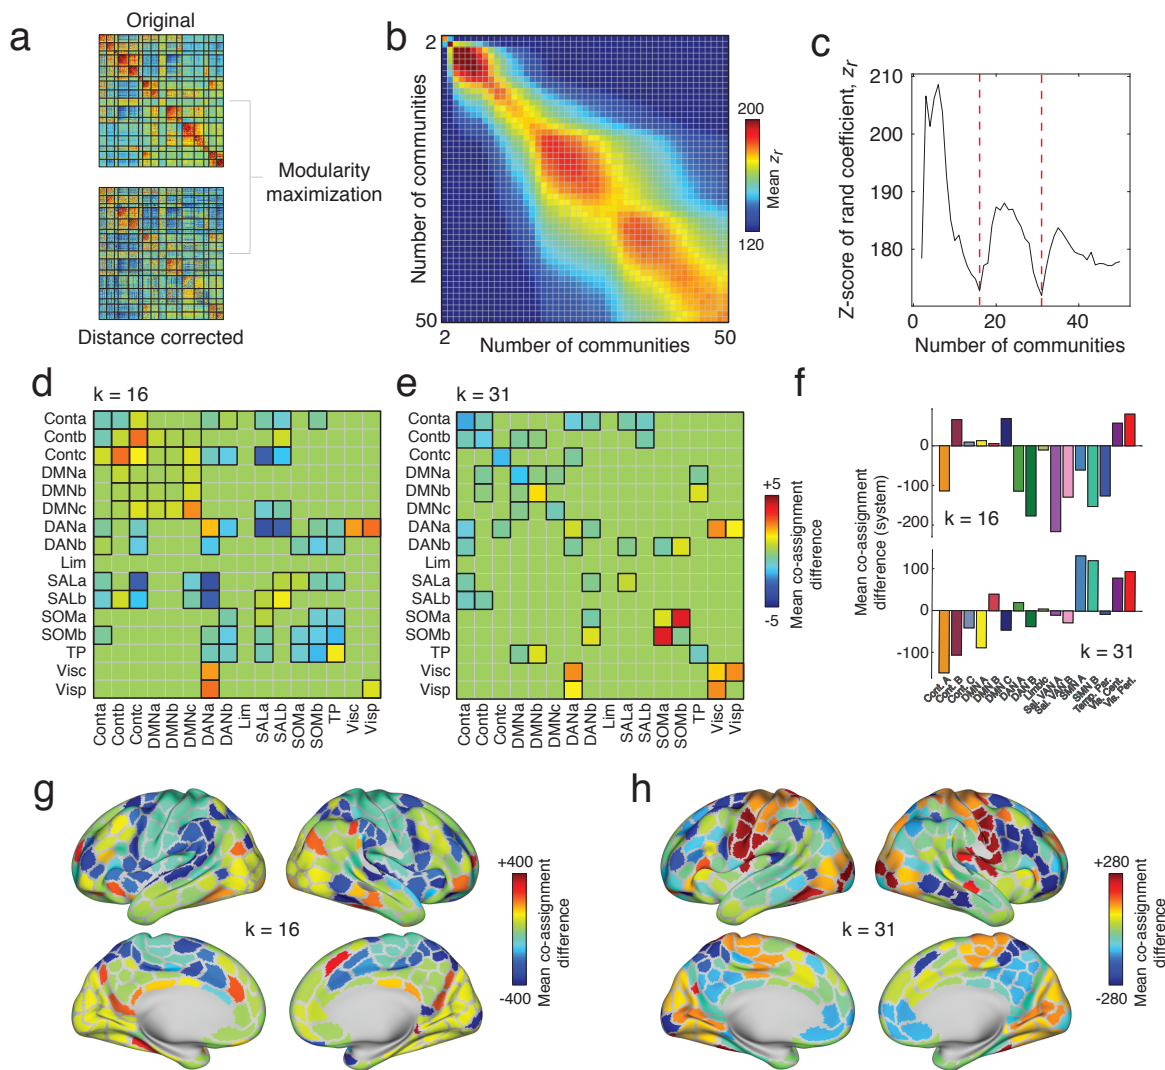 a
Original
Distance corrected
Modularity
maximization
b
2
Number of communities
50
2
Number of communities
50
200
Mean zr
120
c
Z-score of rand coefficient, zr
210
200
190
180
0
20
40
Number of communities
d
k = 16
Conta
Contb
Contc
DMNa
DMNb
DMNc
DANa
DANb
Lim
SALa
SALb
SOMa
SOMb
TP
Visc
Visp
Conta
Contb
Contc
DMNa
DMNb
DMNc
DANa
DANb
Lim
SALa
SALb
SOMa
SOMb
TP
Visc
Visp
e
k = 31
Contа
Contb
Contc
DMNa
DMNb
DMNc
DANa
DANb
Lim
SALa
SALb
SOMa
SOMb
TP
Visc
Visp
Conta
Contb
Contc
DMNa
DMNb
DMNc
DANa
DANb
Lim
SALa
SALb
SOMa
SOMb
TP
Visc
Visp
+5
Mean co-assignment
difference
-5
f
Mean co-assignment
difference (system)
0
-100
-200
k = 16
100
0
-100
k = 31
Cont. A
Cont. B
Cont. C
DMN A
DMN B
DMN C
DAN A
DAN B
Limbic
Sal. VAN A
Sal. VAN B
SMN A
SMN B
Temp. Par.
Vis. Cent.
Vis. Peri.
g
k = 16
+400
Mean co-assignment
difference
-400
h
k = 31
+280
Mean co-assignment
difference
-280